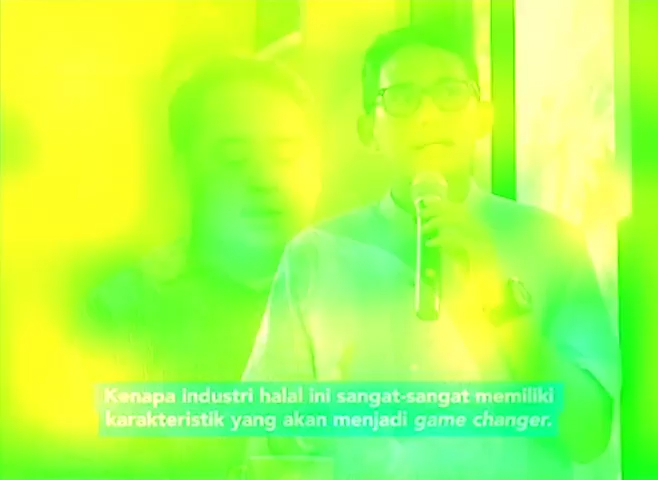 Kenapa industri halal ini sangat-sangat memiliki
karakteristik yang akan menjadi game changer.